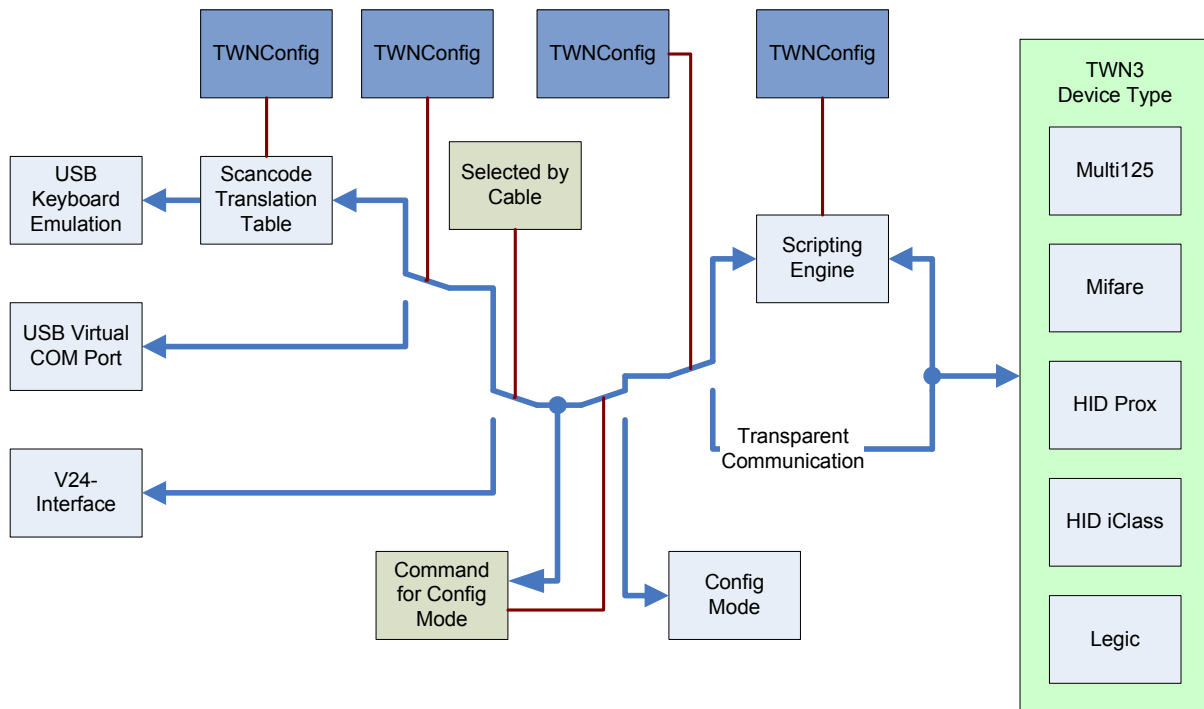 TWNConfig
TWNConfig
TWNConfig
TWNConfig
TWN3
Device Type
USB
Keyboard
Emulation
Scancode
Translation
Table
Selected by
Cable
Scripting
Engine
Multi125
Mifare
USB Virtual
COM Port
HID Prox
Transparent
Communication
V24-
Interface
HID iClass
Command
for Config
Mode
Config
Mode
Legic